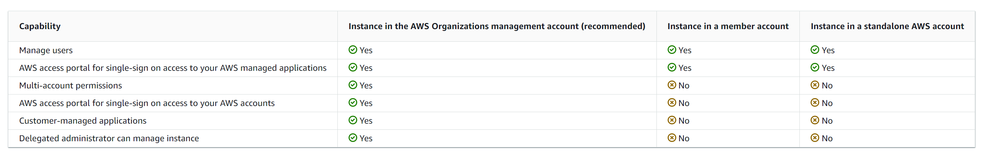 Capability Instance in the AWS Organizations management account (recommended) Instance in a member account Instance in a standalone AWS account
Manage users Yes Yes Yes
AWS access portal for single-sign on access to your AWS managed applications Yes Yes Yes
Multi-account permissions Yes No No
AWS access portal for single-sign on access to your AWS accounts Yes No No
Customer-managed applications Yes No No
Delegated administrator can manage instance Yes No No